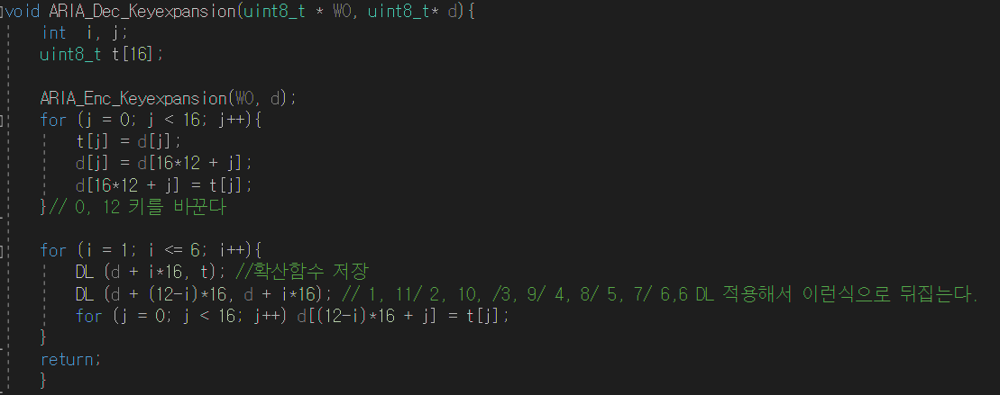 void ARIA_Dec_Keyexpansion(uint8_t * W0, uint8_t* d){
int i, j;
uint8_t t[16];
ARIA_Enc_Keyexpansion(W0, d);
for (j = 0; j < 16; j++){
t[j] = d[j];
d[j] = d[16*12 + j];
d[16*12 + j] = t[j];
}// 0, 12 키를 바꾼다
for (i = 1; i <= 6; i++){
DL (d + i*16, t); //확산함수 저장
DL (d + (12-i)*16, d + i*16); // 1, 11/ 2, 10, /3, 9/ 4, 8/ 5, 7/ 6,6 DL 적용해서 이런식으로 뒤집는다.
for (j = 0; j < 16; j++) d[(12-i)*16 + j] = t[j];
}
return;
}